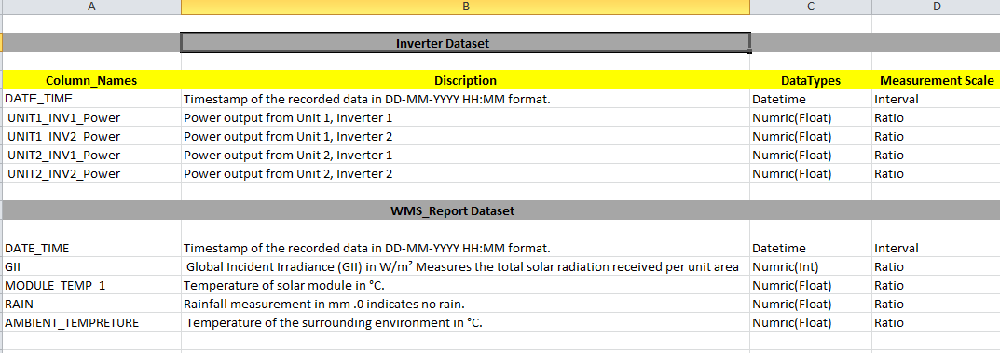 A B C D
Inverter Dataset
Column_Names Discription DataTypes Measurement Scale
DATE_TIME Timestamp of the recorded data in DD-MM-YYYY HH:MM format. Datetime Interval
UNIT1_INV1_Power Power output from Unit 1, Inverter 1 Numric(Float) Ratio
UNIT1_INV2_Power Power output from Unit 1, Inverter 2 Numric(Float) Ratio
UNIT2_INV1_Power Power output from Unit 2, Inverter 1 Numric(Float) Ratio
UNIT2_INV2_Power Power output from Unit 2, Inverter 2 Numric(Float) Ratio
WMS_Report Dataset
DATE_TIME Timestamp of the recorded data in DD-MM-YYYY HH:MM format. Datetime Interval
GII Global Incident Irradiance (GII) in W/m² Measures the total solar radiation received per unit area Numric(Int) Ratio
MODULE_TEMP_1 Temperature of solar module in °C. Numric(Float) Ratio
RAIN Rainfall measurement in mm .0 indicates no rain. Numric(Float) Ratio
AMBIENT_TEMPRETURE Temperature of the surrounding environment in °C. Numric(Float) Ratio